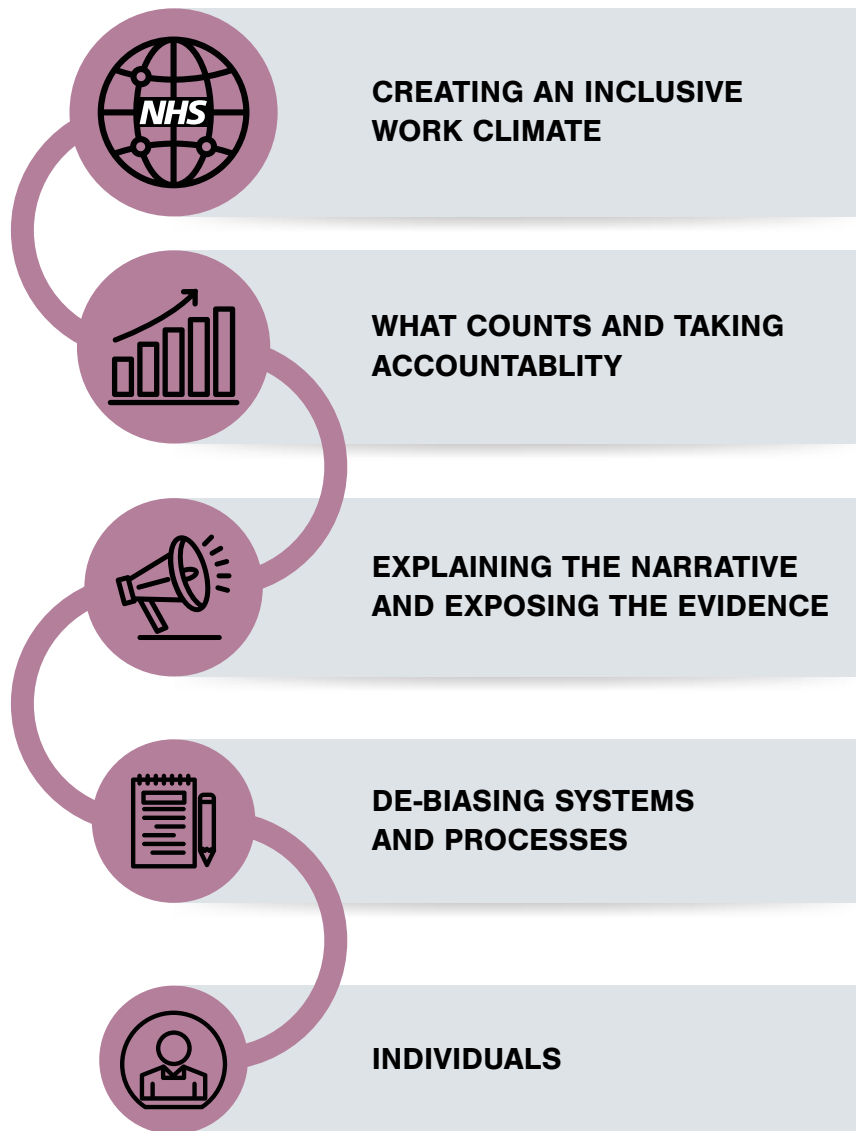 NHS
CREATING AN INCLUSIVE
WORK CLIMATE
WHAT COUNTS AND TAKING
ACCOUNTABLITY
EXPLAINING THE NARRATIVE
AND EXPOSING THE EVIDENCE
DE-BIASING SYSTEMS
AND PROCESSES
INDIVIDUALS